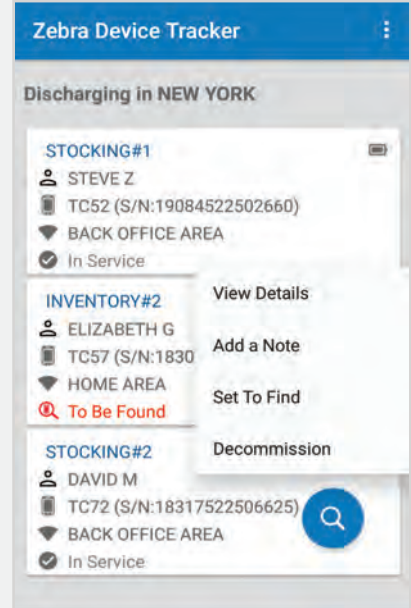 Zebra Device Tracker
Discharging in NEW YORK
STOCKING#1
STEVE Z
TC52 (S/N:19084522502660)
BACK OFFICE AREA
In Service
INVENTORY#2
ELIZABETH G
TC57 (S/N:1830
HOME AREA
To Be Found
View Details
Add a Note
Set To Find
Decommission
STOCKING#2
DAVID M
TC72 (S/N:18317522506625)
BACK OFFICE AREA
In Service